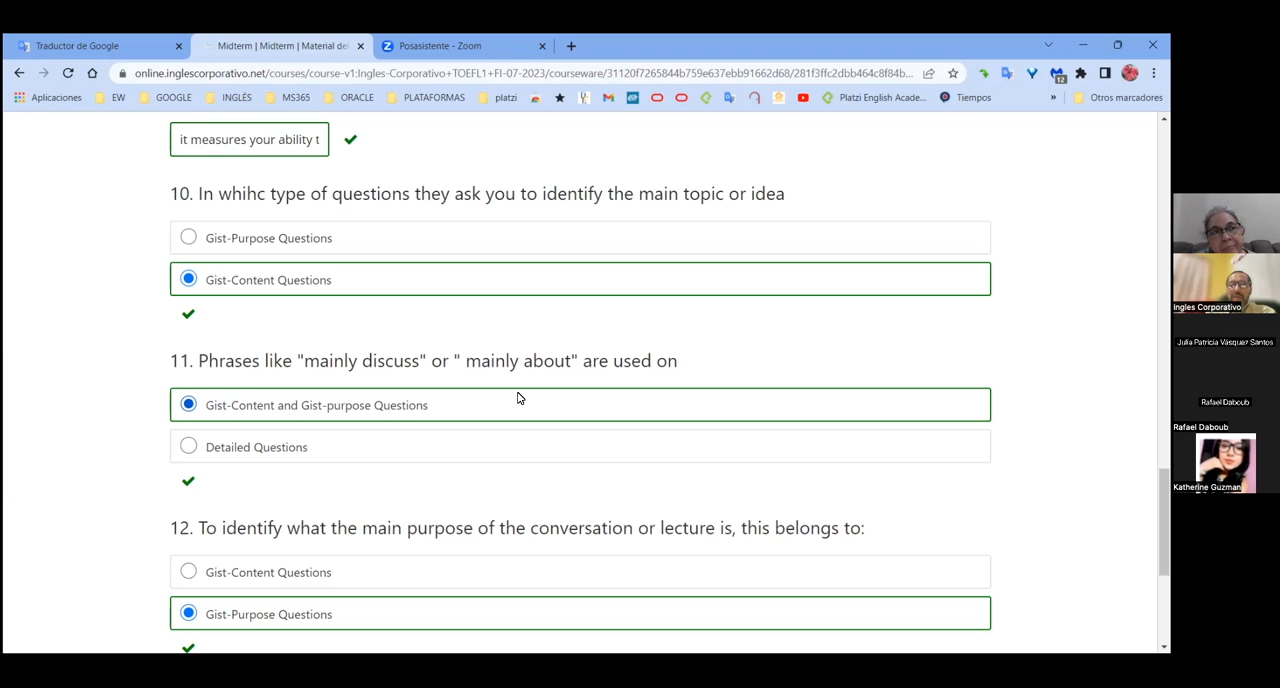 Traductor de Google
Midterm | Midterm | Material de
Posasistente - Zoom
online.inglescorporativo.net/courses/course-v1:Ingles-Corporativo+TOEFL1+FI-07-2023/courseware/31120f7265844b759e637ebb91662d68/281f3ffc2dbb464c8f84b...
12
Aplicaciones
EW
GOOGLE
INGLÉS
MS365
ORACLE
PLATAFORMAS
platzi
Platzi English Acade...
Tiempos
»
Otros marcadores
it measures your ability t
10. In whihc type of questions they ask you to identify the main topic or idea
Gist-Purpose Questions
Gist-Content Questions
11. Phrases like "mainly discuss" or " mainly about" are used on
Gist-Content and Gist-purpose Questions
Detailed Questions
12. To identify what the main purpose of the conversation or lecture is, this belongs to:
Gist-Content Questions
Gist-Purpose Questions
Ingles Corporativo
Julia Patricia Vásquez Santos
Rafael Daboub
Rafael Daboub
Katherine Guzman